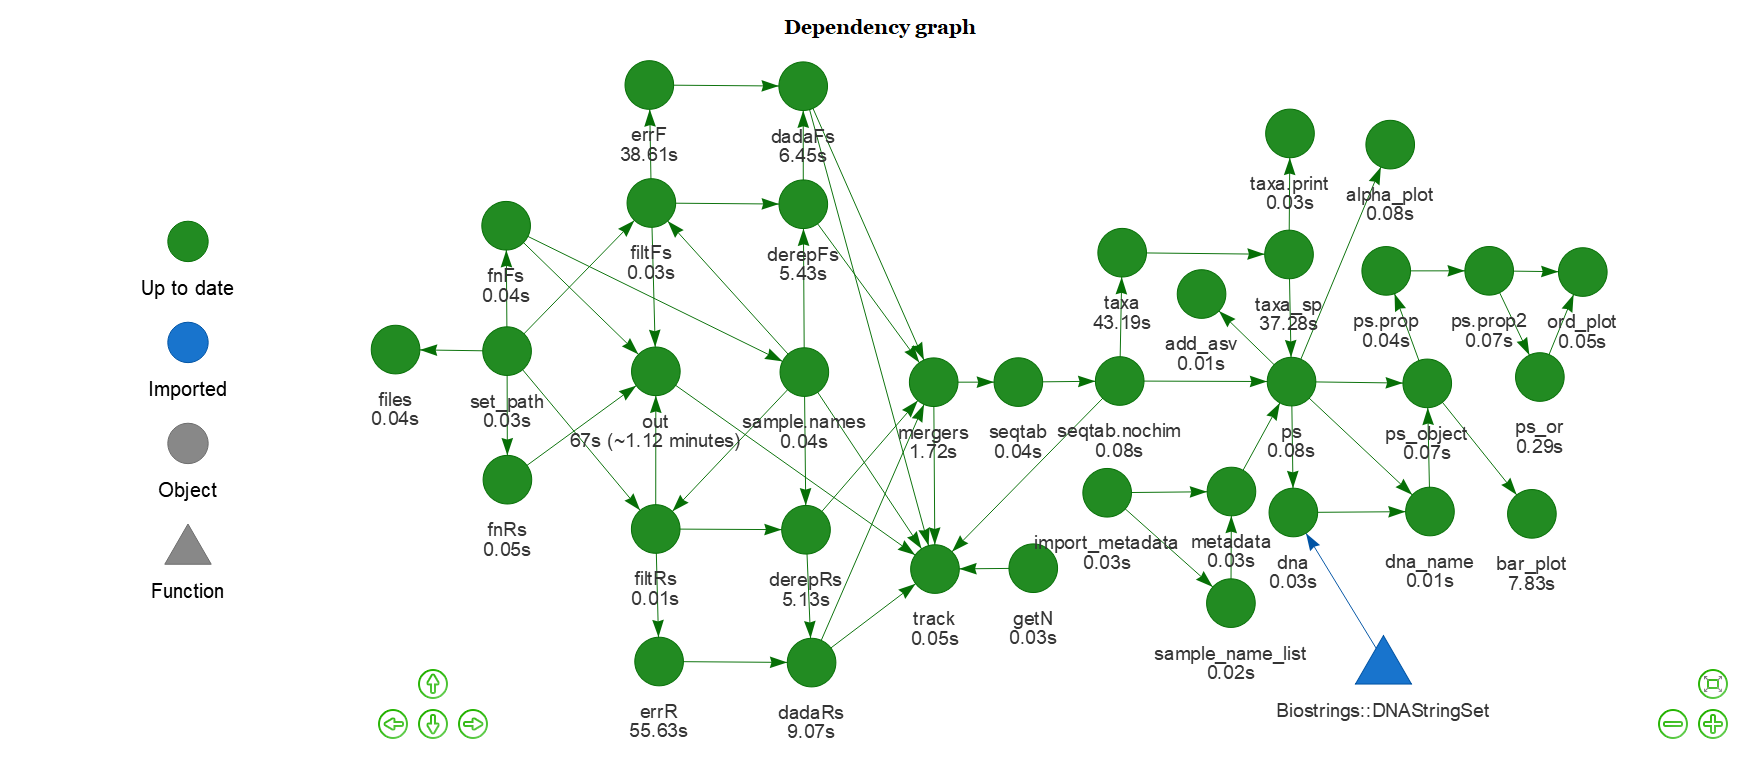 Dependency graph
Up to date
Imported
Object
Function
files
0.04s
fnFs
0.04s
set_path
0.03s
fnRs
0.05s
errF
38.61s
filtFs
0.03s
out
67s (~1.12 minutes)
filtRs
0.01s
errR
55.63s
dadaFs
6.45s
derepFs
5.43s
sample.names
0.04s
derepRs
5.13s
dadaRs
9.07s
mergers
1.72s
track
0.05s
seqtab
0.04s
getN
0.03s
taxa
43.19s
seqtab.nochim
0.08s
import_metadata
0.03s
add_asv
0.01s
metadata
0.03s
sample_name_list
0.02s
taxa.print
0.03s
taxa_sp
37.28s
ps
0.08s
dna
0.03s
Biostrings::DNAStringSet
alpha_plot
0.08s
ps.prop
0.04s
ps_object
0.07s
dna_name
0.01s
ps.prop2
0.07s
ord_plot
0.05s
ps_or
0.29s
bar_plot
7.83s